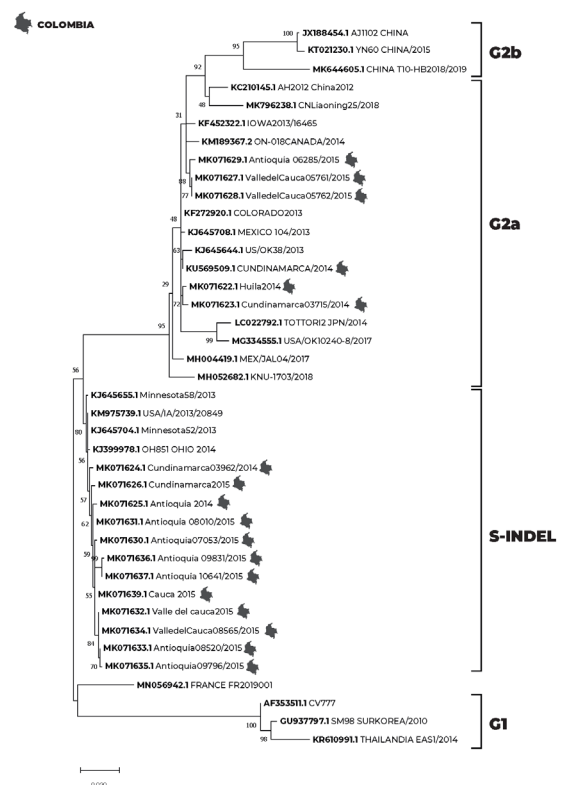 COLOMBIA
100
JX188454.1 AJ1102 CHINA
95
KT021230.1 YN60 CHINA/2015
G2b
92
MK644605.1 CHINA T10-HB2018/2019
KC210145.1 AH2012 China2012
48
MK796238.1 CNLiaoning25/2018
31
KF452322.1 IOWA2013/16465
KM189367.2 ON-018CANADA/2014
MK071629.1 Antioquia 06285/2015
88
MK071627.1 ValledelCauca05761/2015
77
MK071628.1 ValledelCauca05762/2015
48
KF272920.1 COLORADO2013
G2a
KJ645708.1 MEXICO 104/2013
63
KJ645644.1 US/OK38/2013
KU569509.1 CUNDINAMARCA/2014
29
MK071622.1 Huila2014
72
MK071623.1 Cundinamarca03715/2014
95
LC022792.1 TOTTORI2 JPN/2014
99
MG334555.1 USA/OK10240-8/2017
MH004419.1 MEX/JAL04/2017
56
MH052682.1 KNU-1703/2018
KJ645655.1 Minnesota58/2013
KM975739.1 USA/IA/2013/20849
80
KJ645704.1 Minnesota52/2013
KJ399978.1 OH851 OHIO 2014
56
MK071624.1 Cundinamarca03962/2014
MK071626.1 Cundinamarca2015
57
MK071625.1 Antioquia 2014
62
MK071631.1 Antioquia 08010/2015
S-INDEL
MK071630.1 Antioquia07053/2015
59
MK071636.1 Antioquia 09831/2015
MK071637.1 Antioquia 10641/2015
55
MK071639.1 Cauca 2015
MK071632.1 Valle del cauca2015
MK071634.1 ValledelCauca08565/2015
84
MK071633.1 Antioquia08520/2015
70
MK071635.1 Antioquia09796/2015
MN056942.1 FRANCE FR2019001
AF353511.1 CV777
100
GU937797.1 SM98 SURKOREA/2010
G1
98
KR610991.1 THAILANDIA EAS1/2014